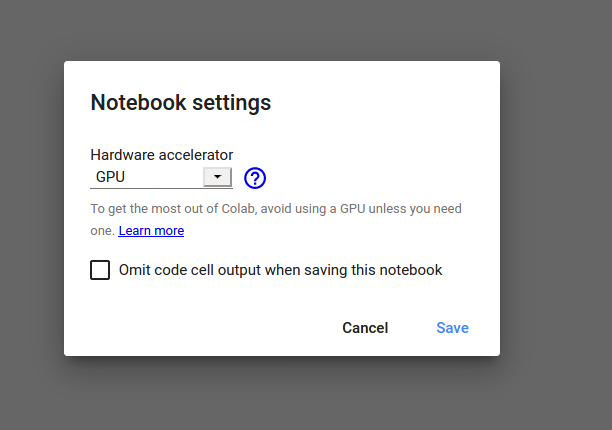 Notebook settings
Hardware accelerator
GPU
To get the most out of Colab, avoid using a GPU unless you need
one. Learn more
Omit code cell output when saving this notebook
Cancel Save